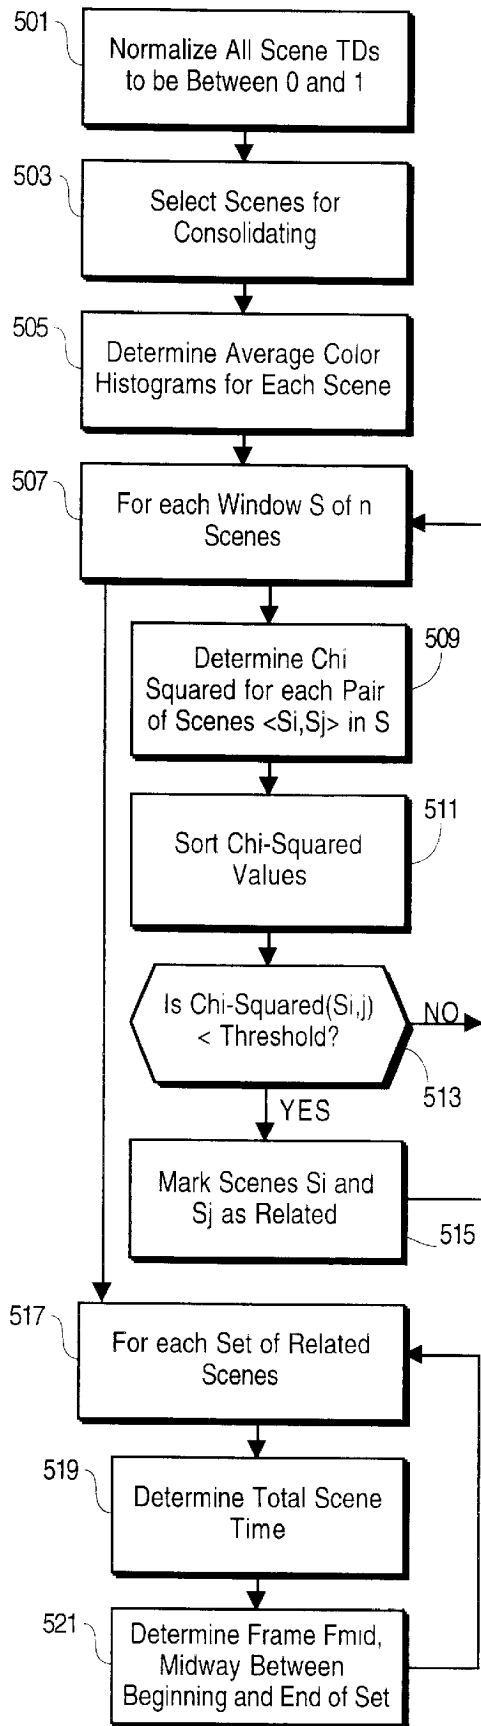 501
Normalize All Scene TDs
to be Between 0 and 1
503
Select Scenes for
Consolidating
505
Determine Average Color
Histograms for Each Scene
507
For each Window S of n
Scenes
509
Determine Chi
Squared for each Pair
of Scenes <Si,Sj> in S
511
Sort Chi-Squared
Values
Is Chi-Squared(Si,j)
< Threshold?
NO
513
YES
Mark Scenes Si and
Sj as Related
515
517
For each Set of Related
Scenes
519
Determine Total Scene
Time
521
Determine Frame Fmid,
Midway Between
Beginning and End of Set